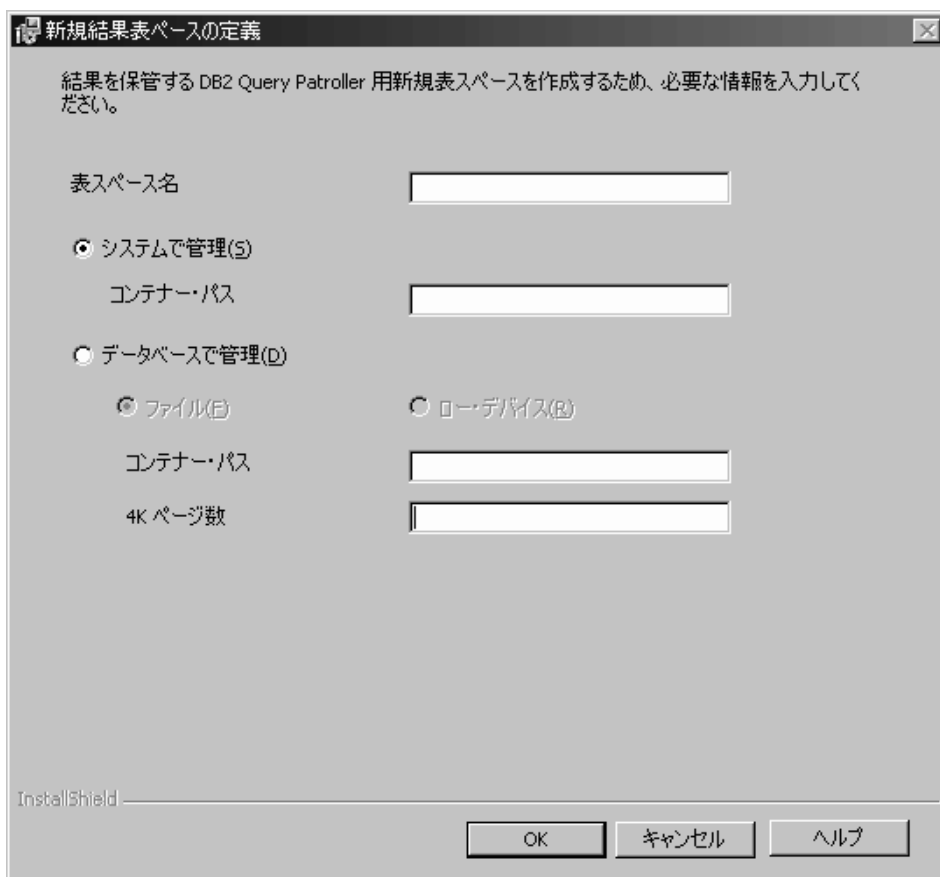 新規結果表ペースの定義
結果を保管する DB2 Query Patroller 用新規表スペースを作成するため、必要な情報を入力してく
ださい。
表スペース名
システムで管理(S)
コンテナー・パス
データベースで管理(D)
ファイル(F) ロー・デバイス(R)
コンテナー・パス
4K ページ数
InstallShield
OK キャンセル ヘルプ